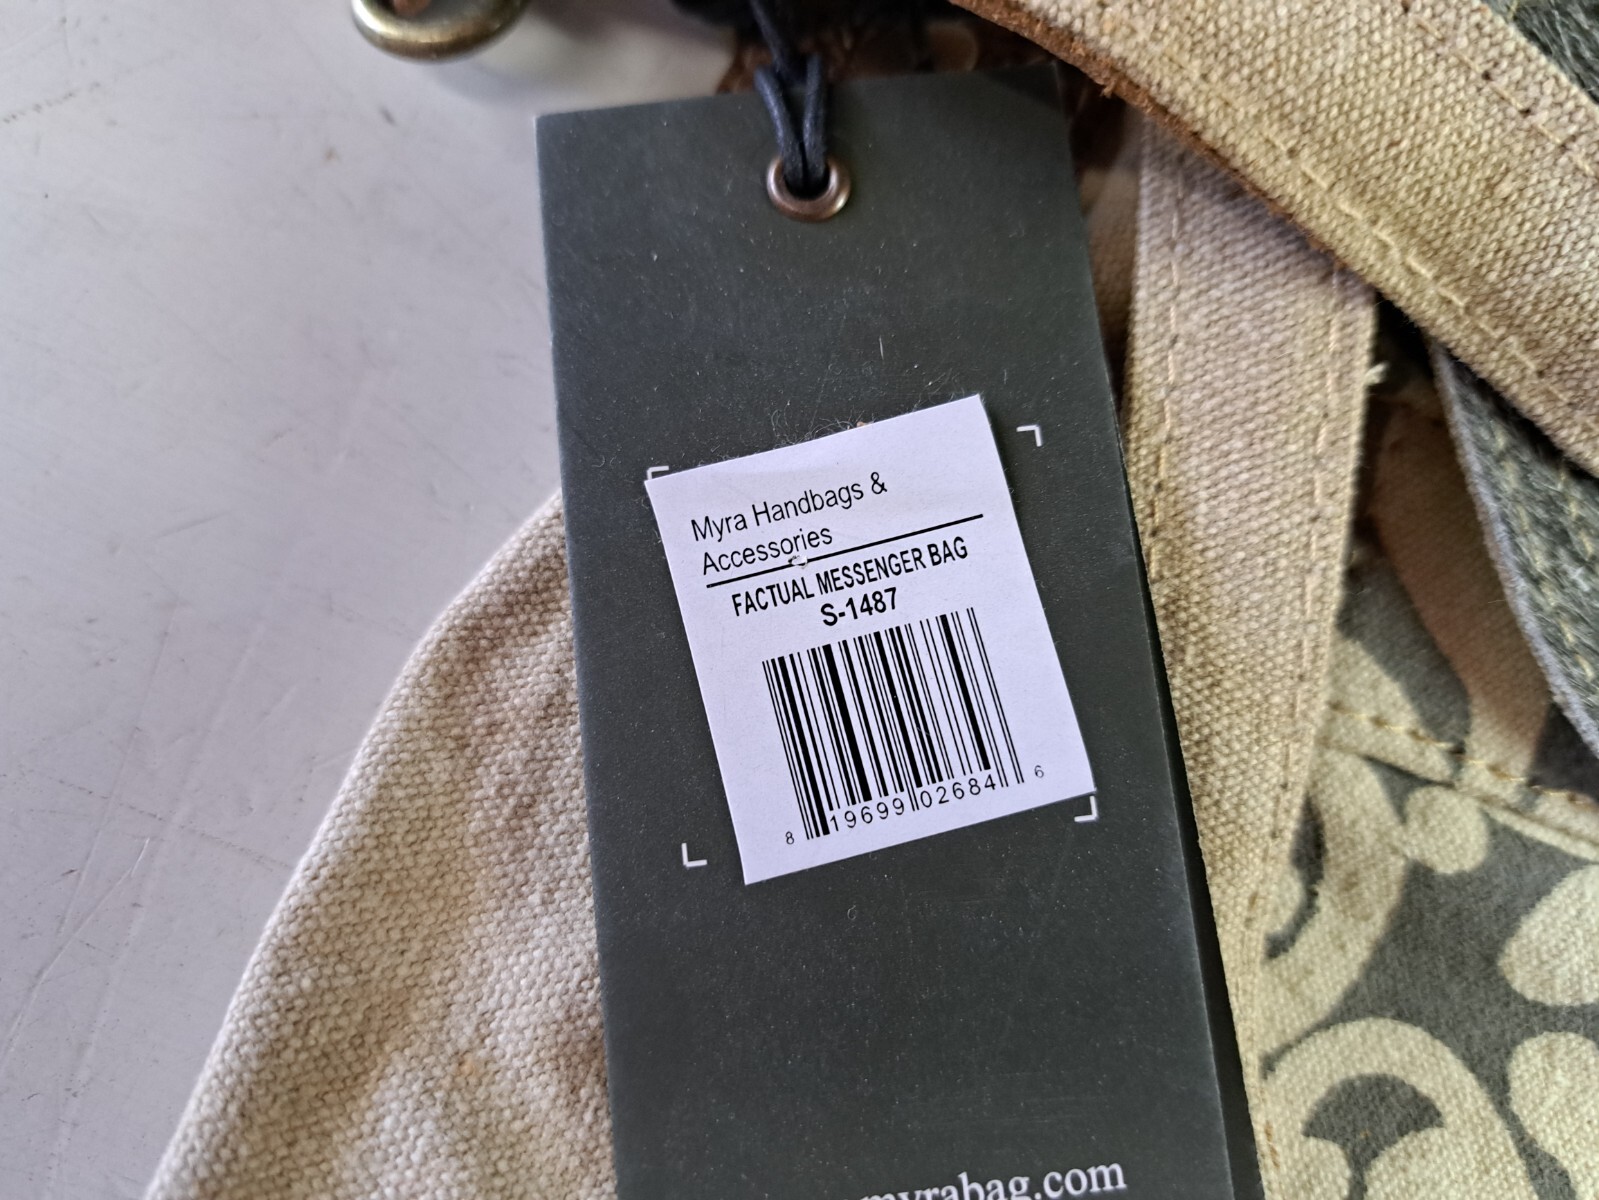 Myra Handbags &
Accessories
FACTUAL MESSENGER BAG
S-1487
8 19699 02684 6
myrabag.com